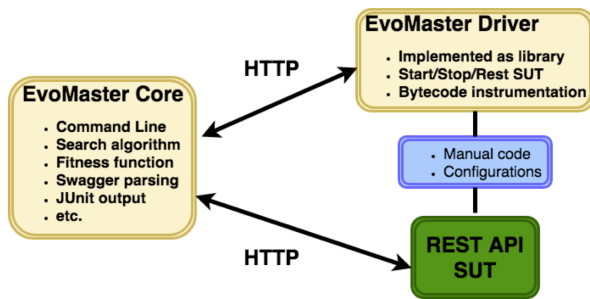 EvoMaster Core
• Command Line
• Search algorithm
• Fitness function
• Swagger parsing
• JUnit output
• etc.
HTTP
HTTP
EvoMaster Driver
• Implemented as library
• Start/Stop/Rest SUT
• Bytecode instrumentation
• Manual code
• Configurations
REST API
SUT